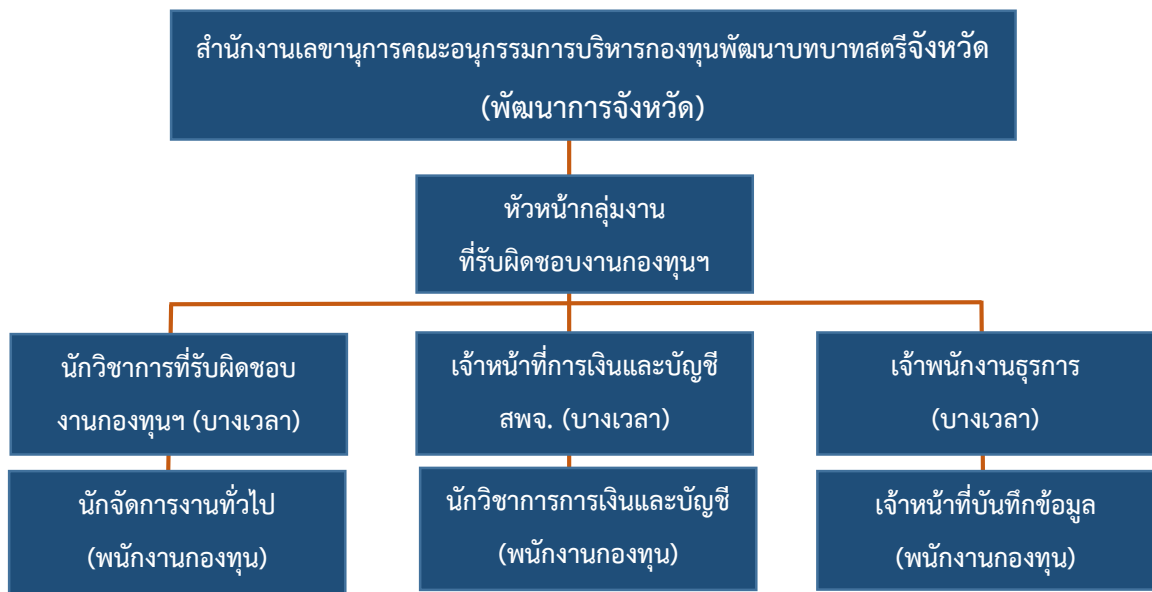 สำนักงานเลขานุการคณะอนุกรรมการบริหารกองทุนพัฒนาบทบาทสตรีจังหวัด
(พัฒนาการจังหวัด)
หัวหน้ากลุ่มงาน
ที่รับผิดชอบงานกองทุนฯ
นักวิชาการที่รับผิดชอบ
งานกองทุนฯ (บางเวลา)
เจ้าหน้าที่การเงินและบัญชี
สพจ. (บางเวลา)
เจ้าพนักงานธุรการ
(บางเวลา)
นักจัดการงานทั่วไป
(พนักงานกองทุน)
นักวิชาการการเงินและบัญชี
(พนักงานกองทุน)
เจ้าหน้าที่บันทึกข้อมูล
(พนักงานกองทุน)